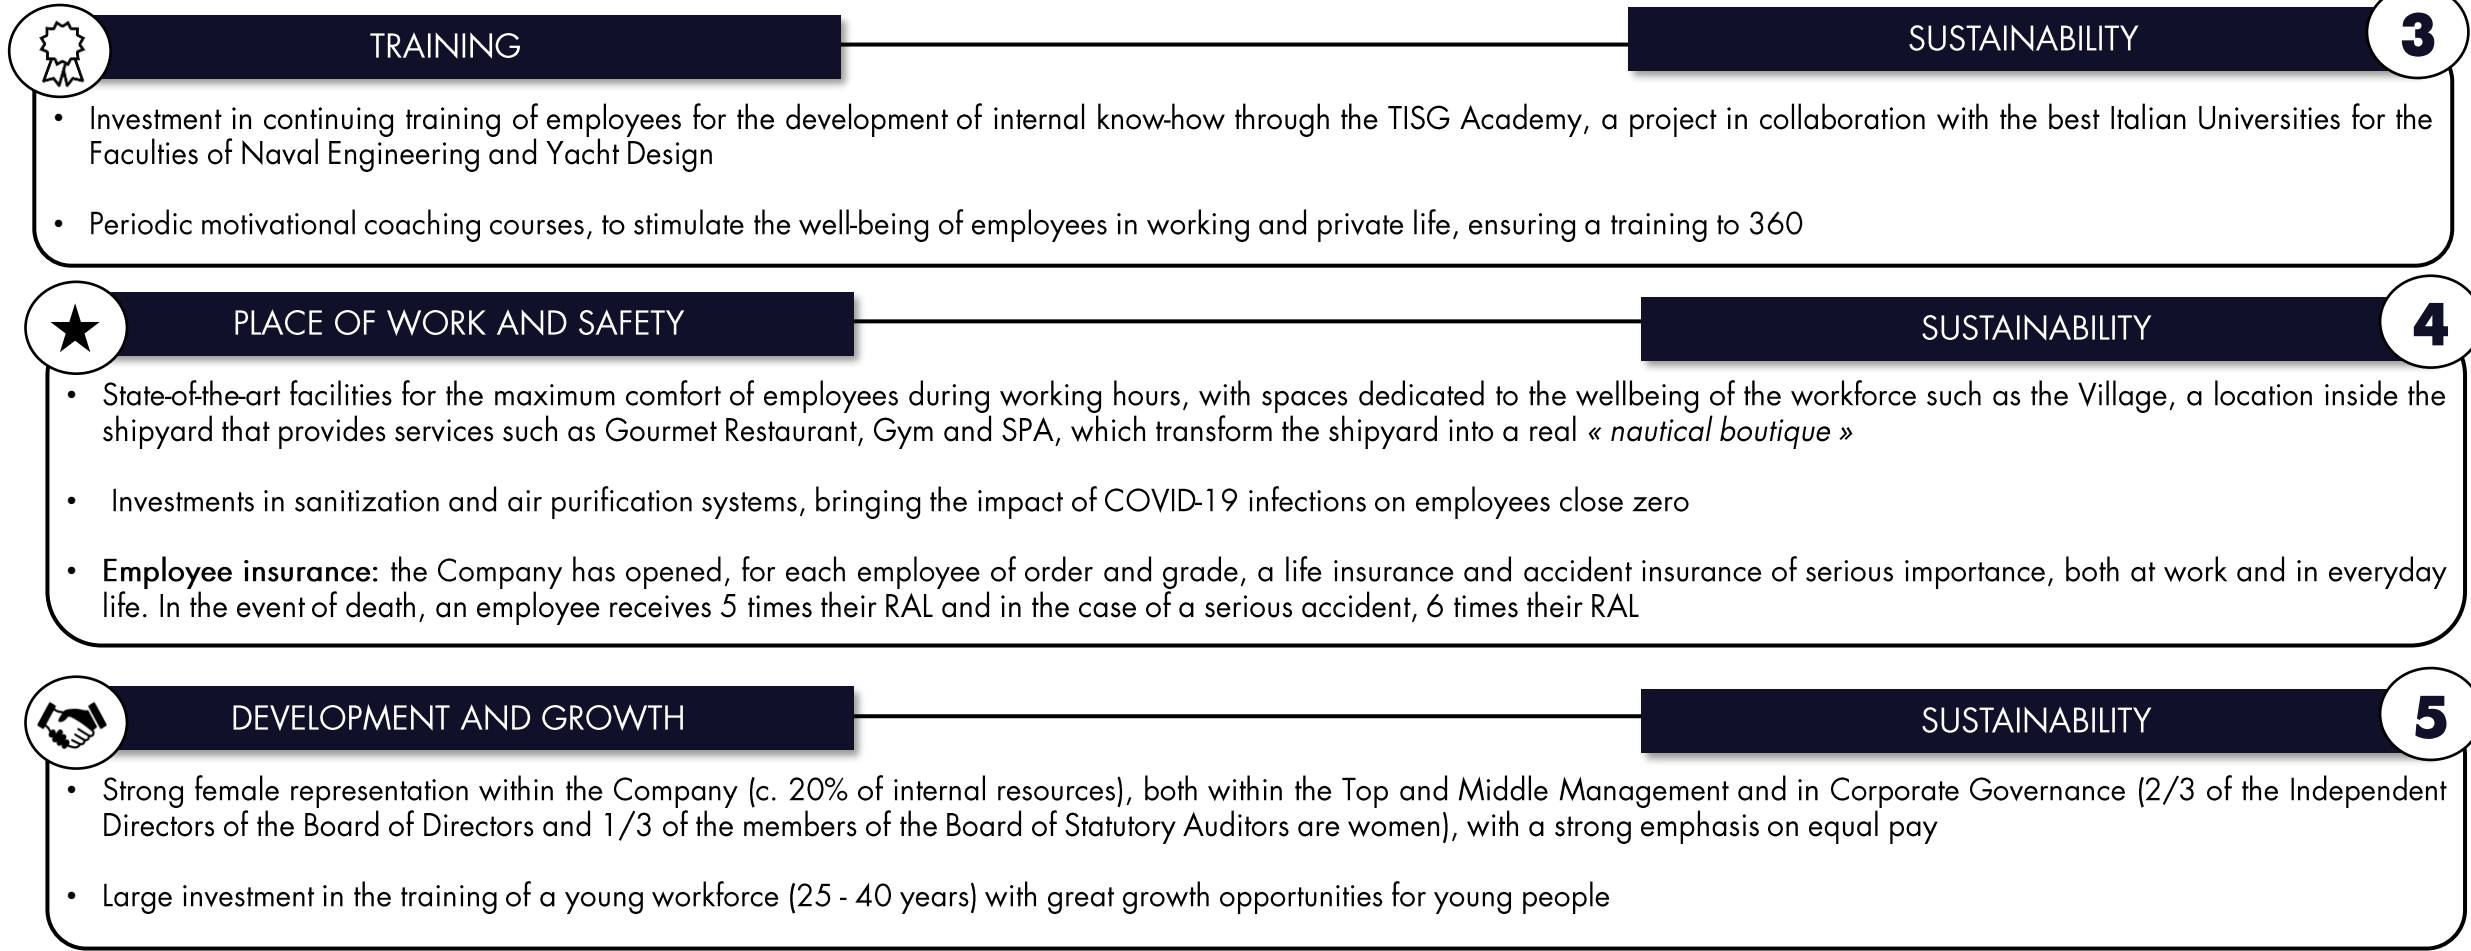 TRAINING
SUSTAINABILITY
3
• Investment in continuing training of employees for the development of internal know-how through the TISG Academy, a project in collaboration with the best Italian Universities for the
Faculties of Naval Engineering and Yacht Design
• Periodic motivational coaching courses, to stimulate the well-being of employees in working and private life, ensuring a training to 360
PLACE OF WORK AND SAFETY
SUSTAINABILITY
4
• State-of-the-art facilities for the maximum comfort of employees during working hours, with spaces dedicated to the wellbeing of the workforce such as the Village, a location inside the
shipyard that provides services such as Gourmet Restaurant, Gym and SPA, which transform the shipyard into a real « nautical boutique »
• Investments in sanitization and air purification systems, bringing the impact of COVID-19 infections on employees close zero
• Employee insurance: the Company has opened, for each employee of order and grade, a life insurance and accident insurance of serious importance, both at work and in everyday
life. In the event of death, an employee receives 5 times their RAL and in the case of a serious accident, 6 times their RAL
DEVELOPMENT AND GROWTH
SUSTAINABILITY
5
• Strong female representation within the Company (c. 20% of internal resources), both within the Top and Middle Management and in Corporate Governance (2/3 of the Independent
Directors of the Board of Directors and 1/3 of the members of the Board of Statutory Auditors are women), with a strong emphasis on equal pay
• Large investment in the training of a young workforce (25 - 40 years) with great growth opportunities for young people